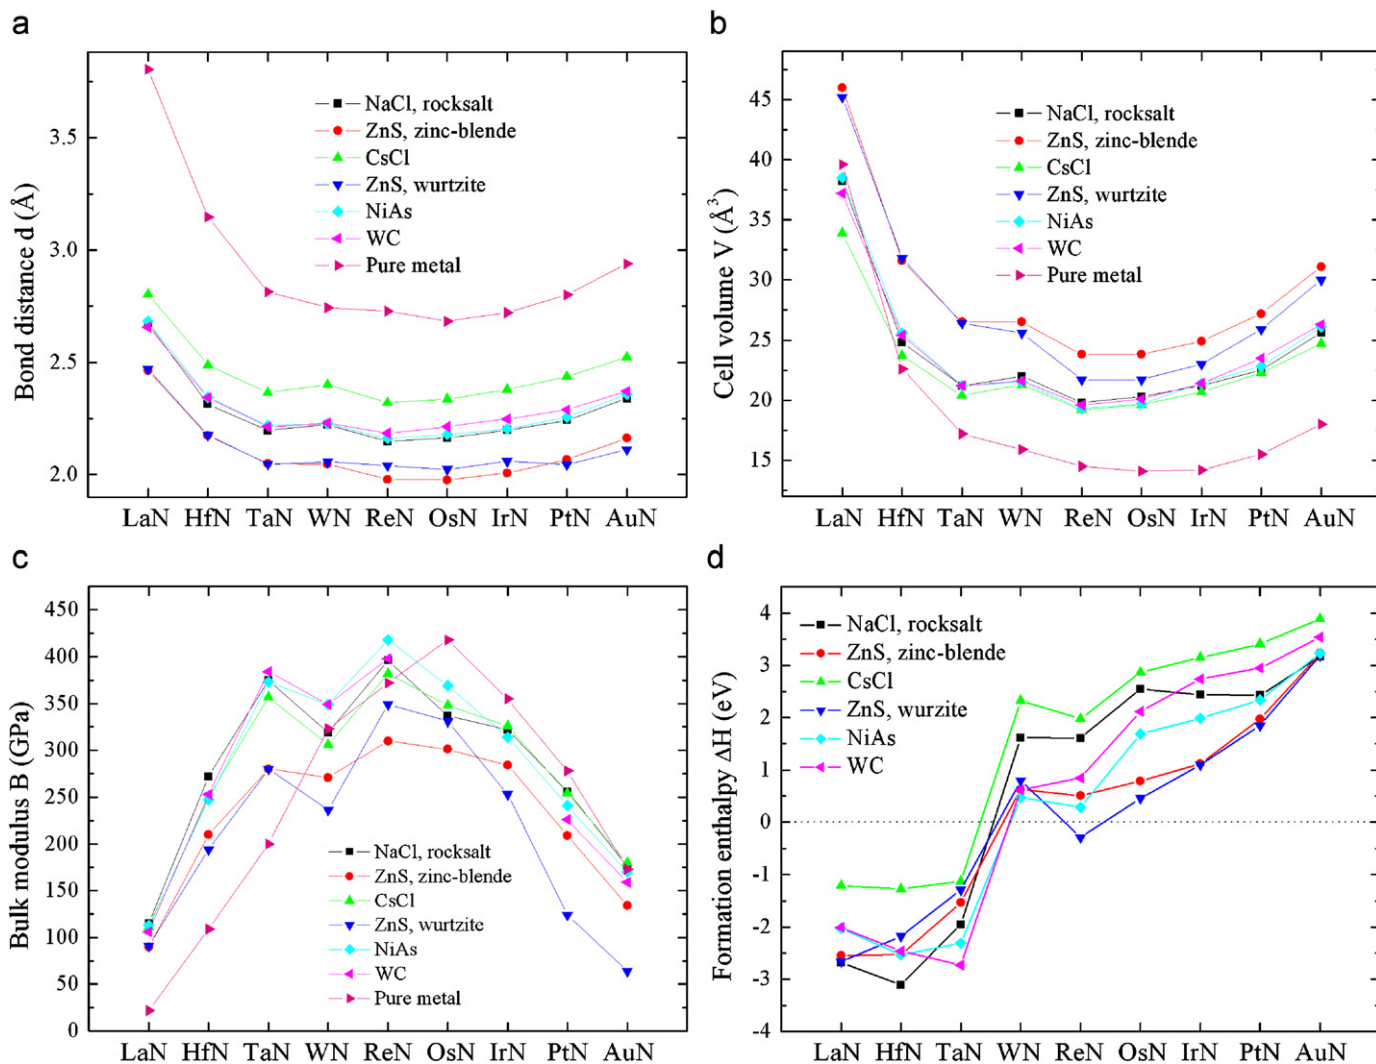 a
Bond distance d (Å)
3.5
3.0
2.5
2.0
NaCl, rocksalt
ZnS, zinc-blende
CsCl
ZnS, wurtzite
NiAs
WC
Pure metal
LaN HfN TaN WN ReN OsN IrN PtN AuN
b
Cell volume V (Å³)
45
40
35
30
25
20
15
NaCl, rocksalt
ZnS, zinc-blende
CsCl
ZnS, wurtzite
NiAs
WC
Pure metal
LaN HfN TaN WN ReN OsN IrN PtN AuN
c
Bulk modulus B (GPa)
450
400
350
300
250
200
150
100
50
0
NaCl, rocksalt
ZnS, zinc-blende
CsCl
ZnS, wurtzite
NiAs
WC
Pure metal
LaN HfN TaN WN ReN OsN IrN PtN AuN
d
Formation enthalpy ΔH (eV)
4
3
2
1
0
-1
-2
-3
-4
NaCl, rocksalt
ZnS, zinc-blende
CsCl
ZnS, wurzite
NiAs
WC
LaN HfN TaN WN ReN OsN IrN PtN AuN